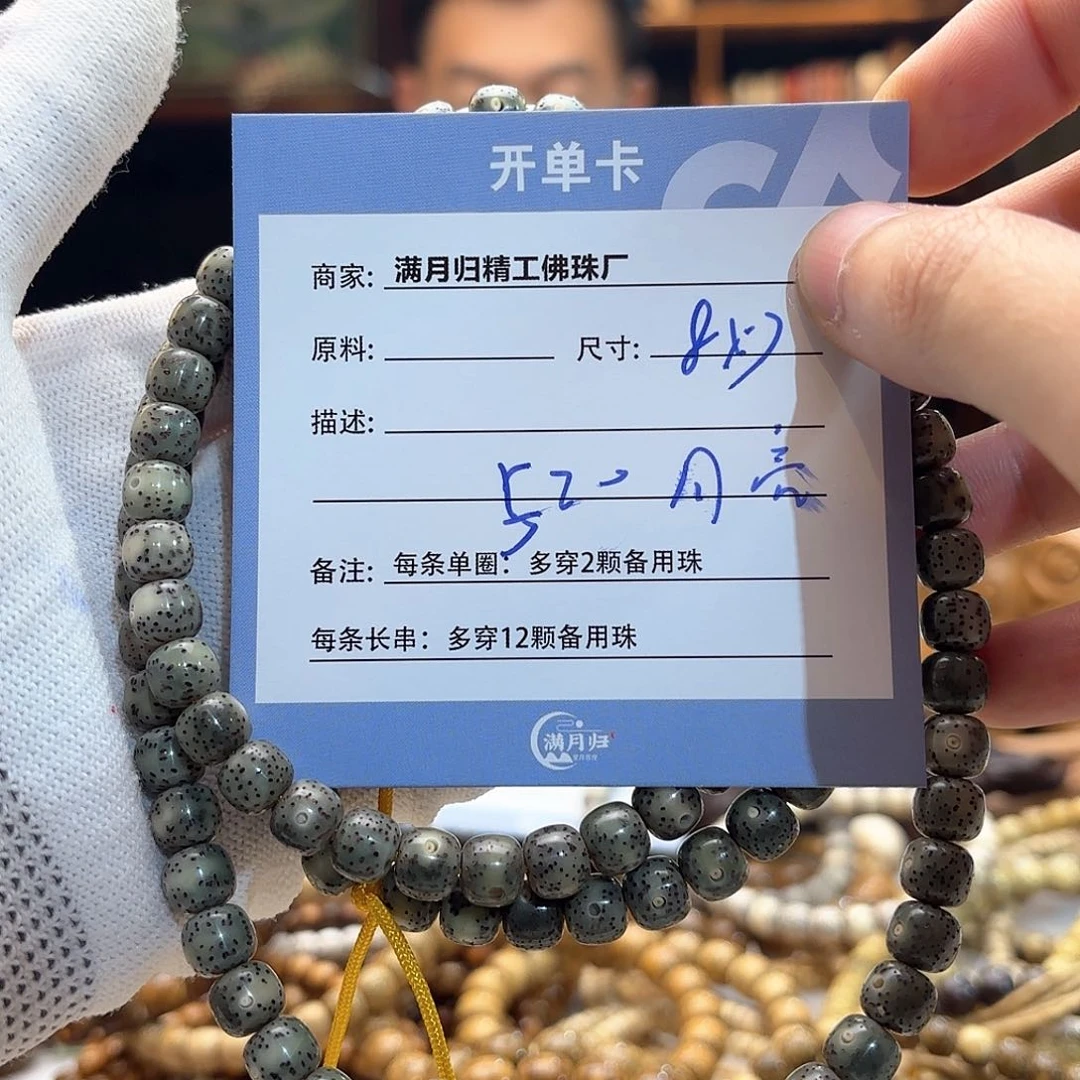 开单卡
商家: 满月归精工佛珠厂
原料: 尺寸: 8x7
描述:
520 月亮
备注: 每条单圈：多穿2颗备用珠
每条长串：多穿12颗备用珠
满月归